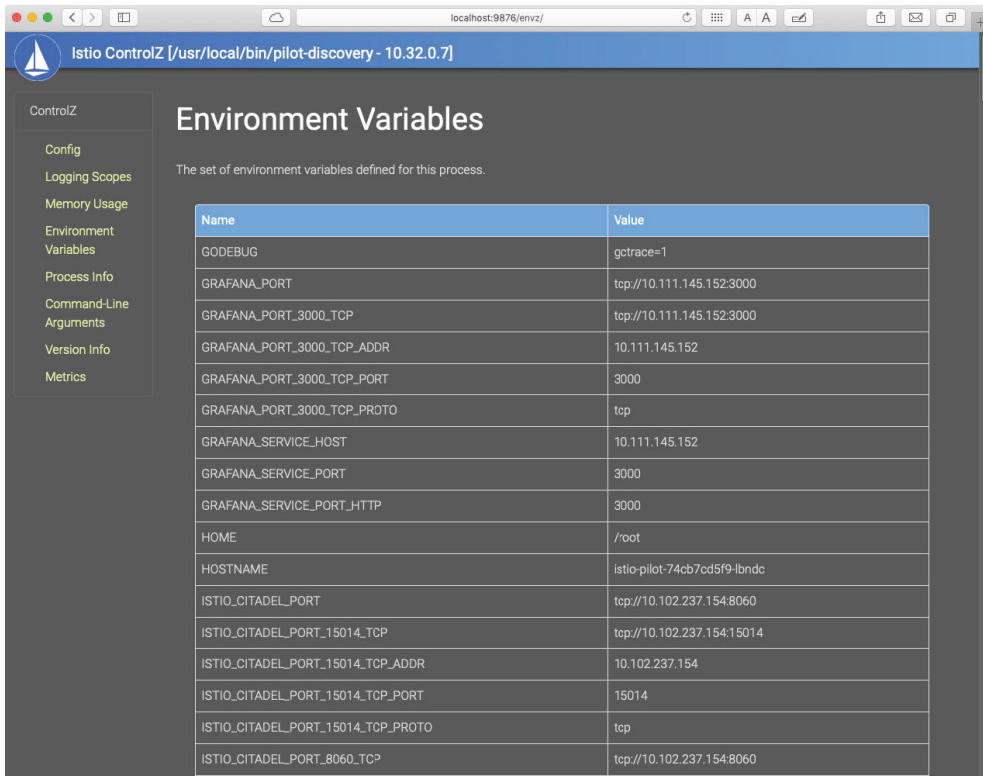 localhost:9876/envz/
A A
Istio ControlZ [/usr/local/bin/pilot-discovery - 10.32.0.7]
ControlZ
Config
Logging Scopes
Memory Usage
Environment
Variables
Process Info
Command-Line
Arguments
Version Info
Metrics
Environment Variables
The set of environment variables defined for this process.
Name Value
GODEBUG gctrace=1
GRAFANA_PORT tcp://10.111.145.152:3000
GRAFANA_PORT_3000_TCP tcp://10.111.145.152:3000
GRAFANA_PORT_3000_TCP_ADDR 10.111.145.152
GRAFANA_PORT_3000_TCP_PORT 3000
GRAFANA_PORT_3000_TCP_PROTO tcp
GRAFANA_SERVICE_HOST 10.111.145.152
GRAFANA_SERVICE_PORT 3000
GRAFANA_SERVICE_PORT_HTTP 3000
HOME /root
HOSTNAME istio-pilot-74cb7cd5f9-lbndc
ISTIO_CITADEL_PORT tcp://10.102.237.154:8060
ISTIO_CITADEL_PORT_15014_TCP tcp://10.102.237.154:15014
ISTIO_CITADEL_PORT_15014_TCP_ADDR 10.102.237.154
ISTIO_CITADEL_PORT_15014_TCP_PORT 15014
ISTIO_CITADEL_PORT_15014_TCP_PROTO tcp
ISTIO_CITADEL_PORT_8060_TCP tcp://10.102.237.154:8060